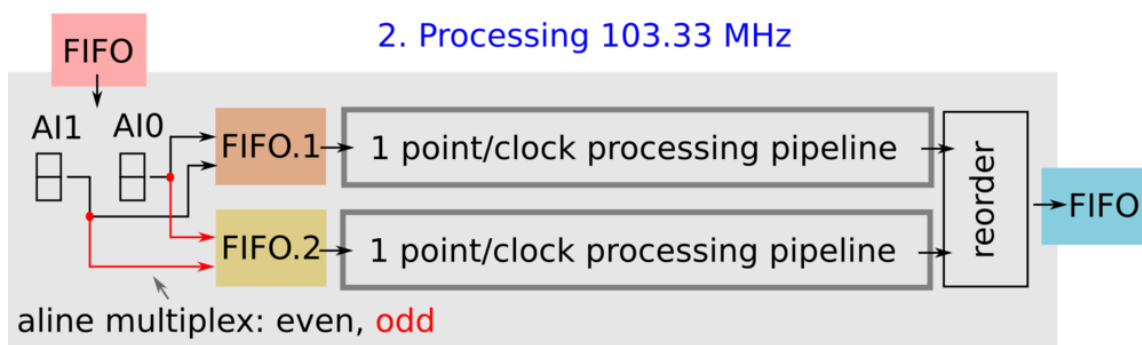 FIFO
2. Processing 103.33 MHz
AI1
AI0
FIFO.1
1 point/clock processing pipeline
FIFO.2
1 point/clock processing pipeline
reorder
FIFO
aline multiplex: even, odd